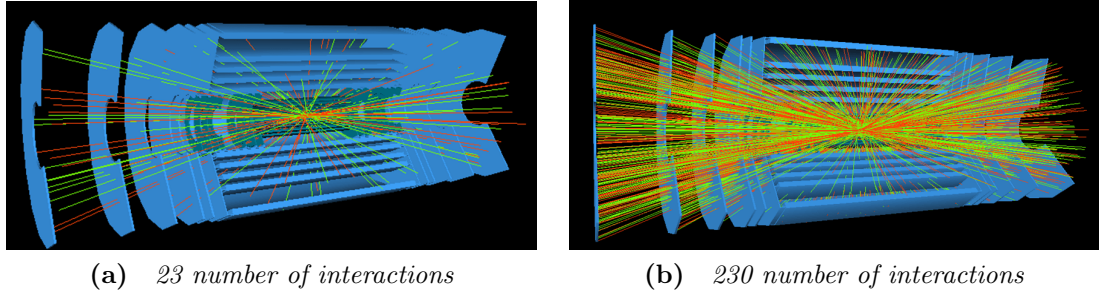 (a) 23 number of interactions
(b) 230 number of interactions